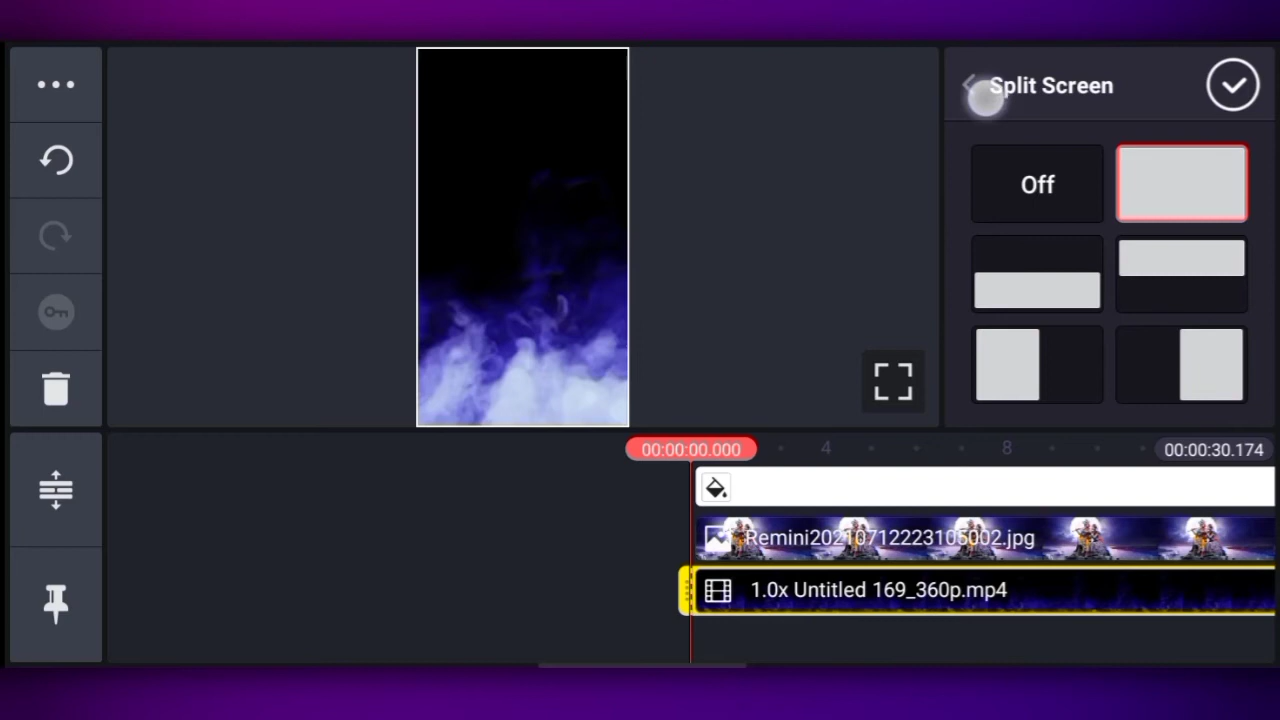 Split Screen
Off
00:00:00.000
4
8
00:00:30.174
Remini20210712223105002.jpg
1.0x Untitled 169_360p.mp4